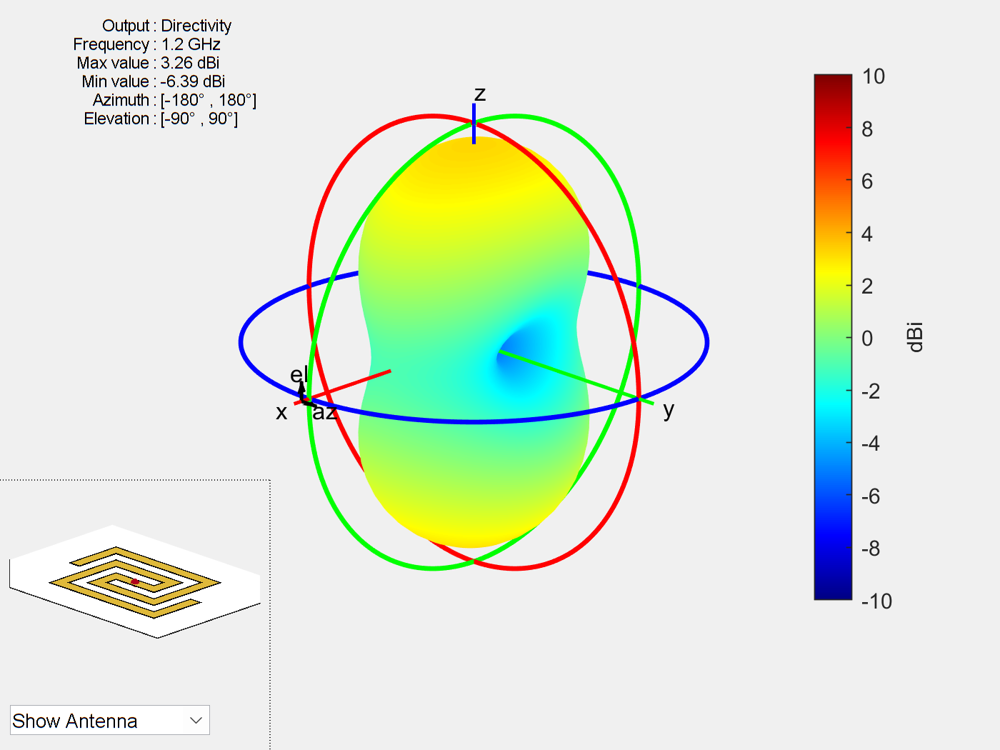 Output : Directivity
Frequency : 1.2 GHz
Max value : 3.26 dBi
Min value : -6.39 dBi
Azimuth : [-180° , 180°]
Elevation : [-90° , 90°]
z
el
x
az
y
10
8
6
4
2
0
-2
-4
-6
-8
-10
dBi
Show Antenna